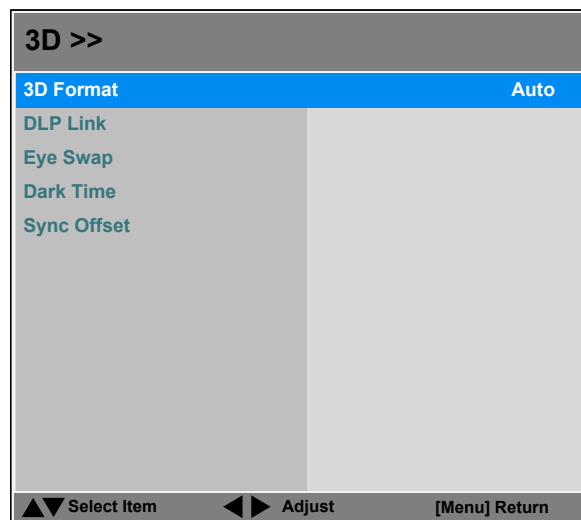 3D >>
3D Format Auto
DLP Link
Eye Swap
Dark Time
Sync Offset
Select Item Adjust [Menu] Return